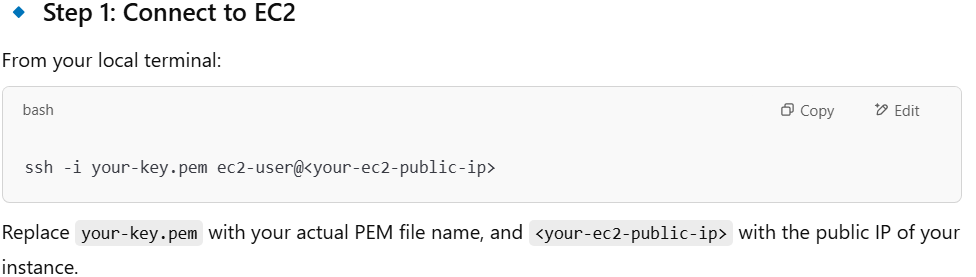 Step 1: Connect to EC2
From your local terminal:
bash
Copy
Edit
ssh -i your-key.pem ec2-user@<your-ec2-public-ip>
Replace your-key.pem with your actual PEM file name, and <your-ec2-public-ip> with the public IP of your
instance.